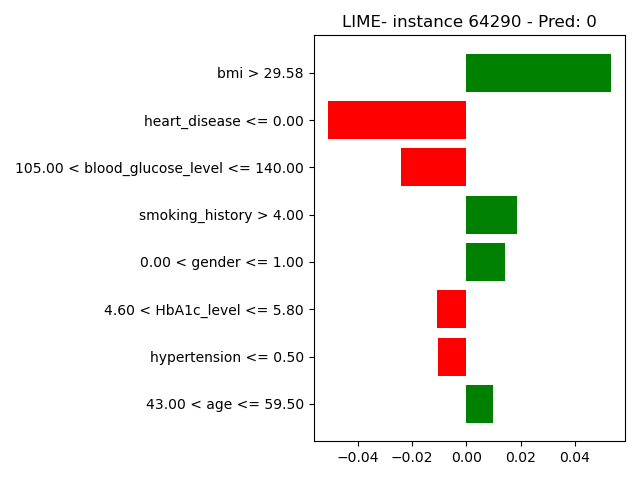 LIME- instance 64290 - Pred: 0
bmi > 29.58
heart_disease <= 0.00
105.00 < blood_glucose_level <= 140.00
smoking_history > 4.00
0.00 < gender <= 1.00
4.60 < HbA1c_level <= 5.80
hypertension <= 0.50
43.00 < age <= 59.50
−0.04 −0.02 0.00 0.02 0.04